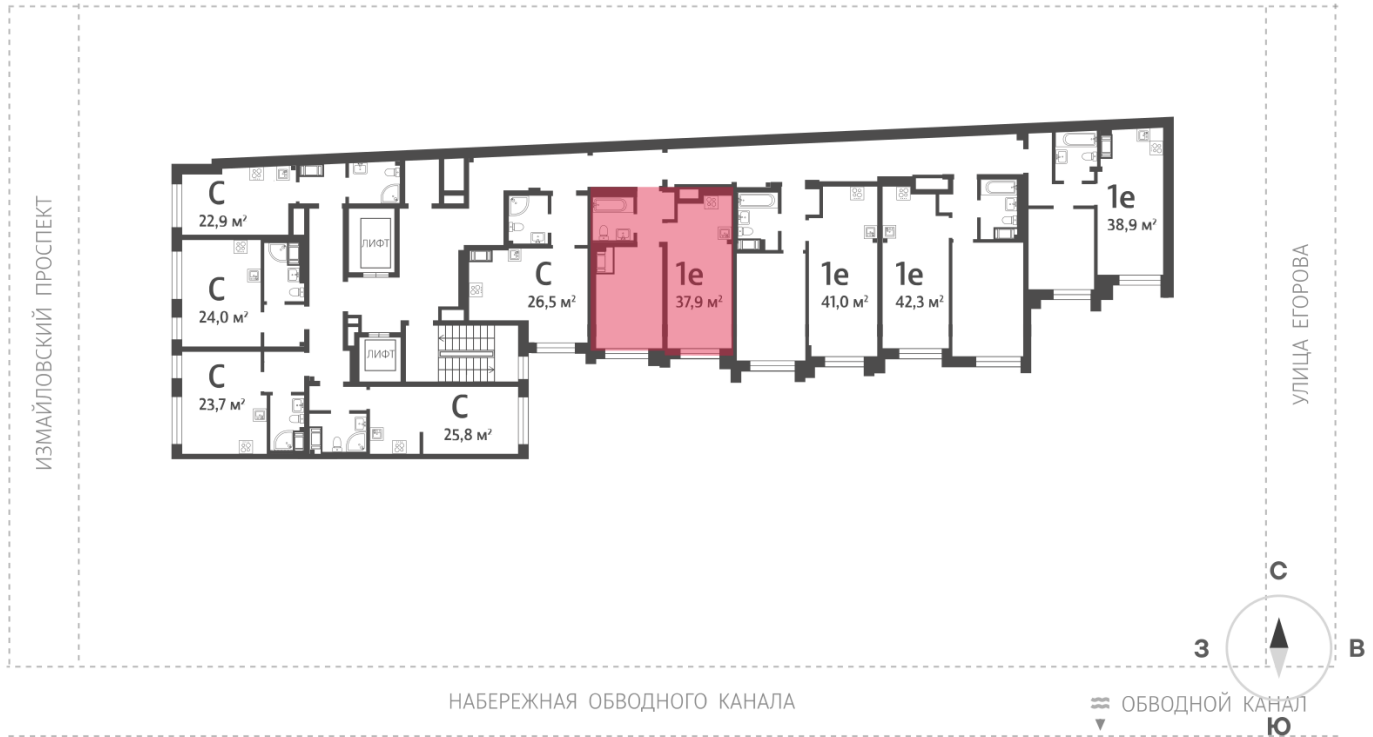 С
22,9 м²
ЛИФТ
С
24,0 м²
ЛИФТ
С
23,7 м²
С
25,8 м²
С
26,5 м²
1е
37,9 м²
1е
41,0 м²
1е
42,3 м²
1е
38,9 м²
ИЗМАЙЛОВСКИЙ ПРОСПЕКТ
УЛИЦА ЕГОРОВА
НАБЕРЕЖНАЯ ОБВОДНОГО КАНАЛА
ОБВОДНОЙ КАНАЛ
С
З
В
Ю